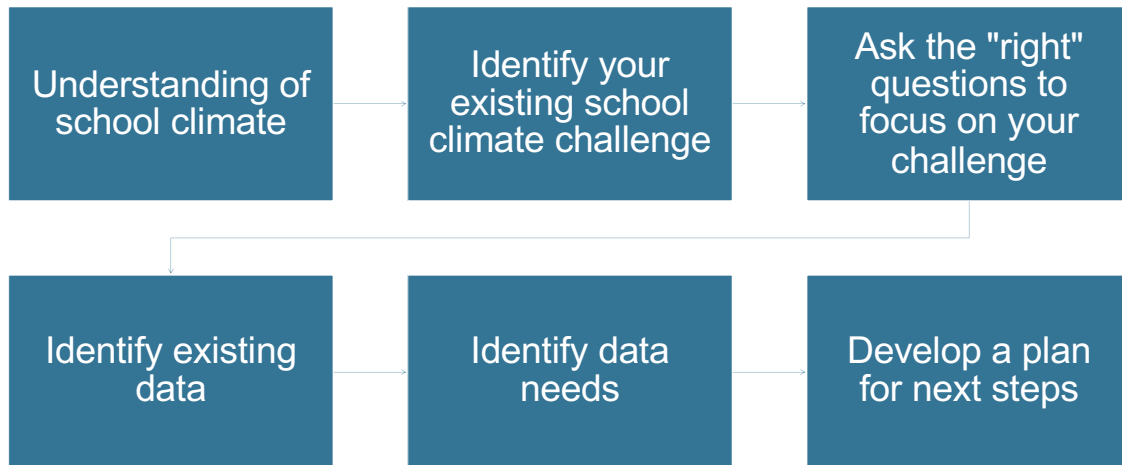 Understanding of
school climate
Identify your
existing school
climate challenge
Ask the "right"
questions to
focus on your
challenge
Identify existing
data
Identify data
needs
Develop a plan
for next steps